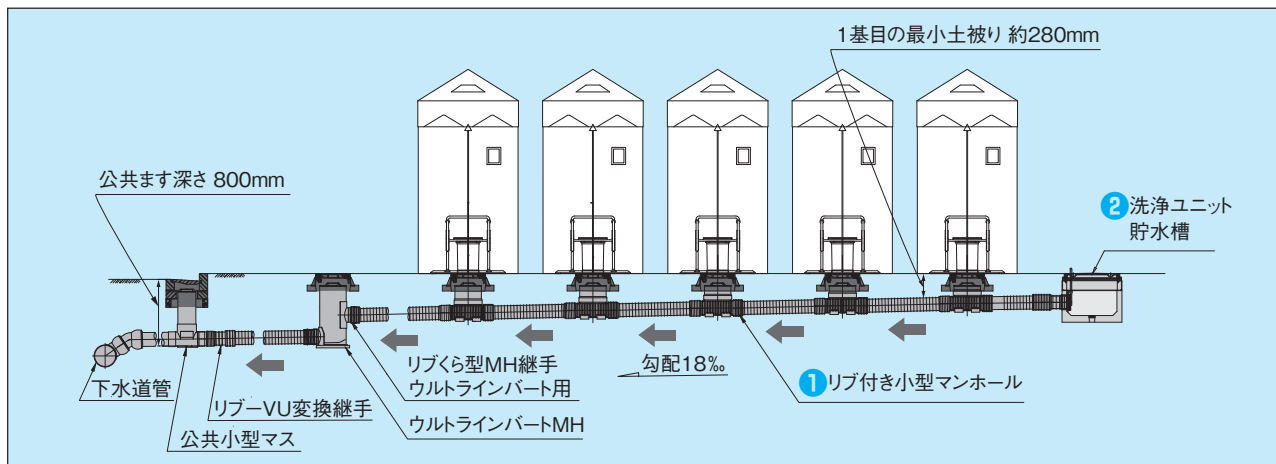 1基目の最小土被り 約280mm
公共ます深さ 800mm
❷洗浄ユニット
貯水槽
リブくら型MH継手
ウルトラインバート用
勾配18‰
❶リブ付き小型マンホール
下水道管
リブーVU変換継手
ウルトラインバートMH
公共小型マス